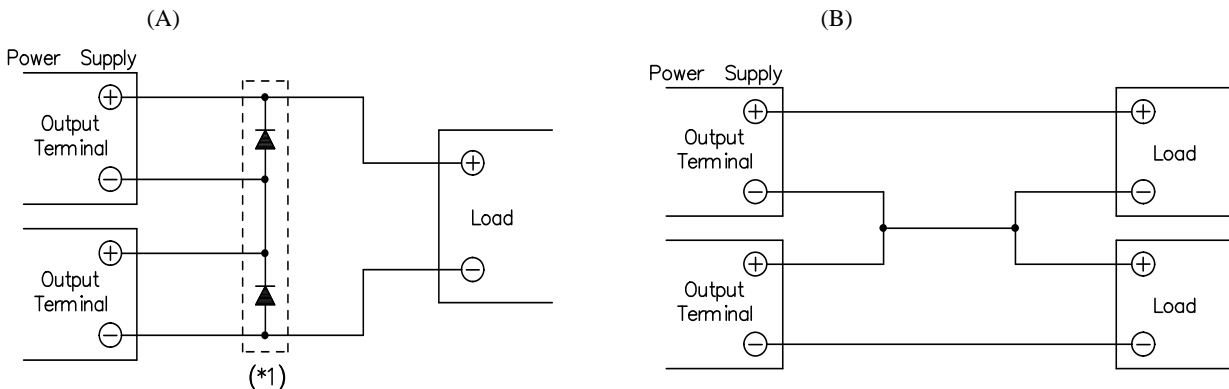 (A)
Power Supply
+
Output
Terminal
−
+
Output
Terminal
−
+
Load
−
(*1)
(B)
Power Supply
+
Output
Terminal
−
+
Output
Terminal
−
+
Load
−
+
Load
−